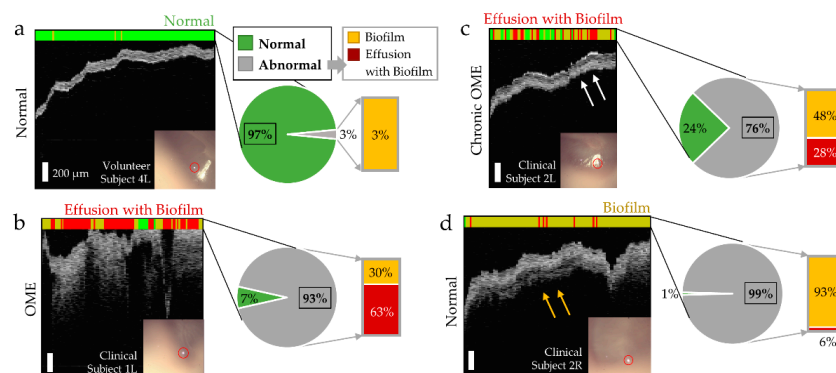 a
Normal
Normal
Volunteer
Subject 4L
200 μm
Normal
Abnormal
Biofilm
Effusion
with Biofilm
97%
3%
3%
b
Effusion with Biofilm
OME
Clinical
Subject 1L
7%
93%
30%
63%
c
Effusion with Biofilm
Chronic OME
Clinical
Subject 2L
24%
76%
48%
28%
d
Biofilm
Normal
Clinical
Subject 2R
1%
99%
93%
6%